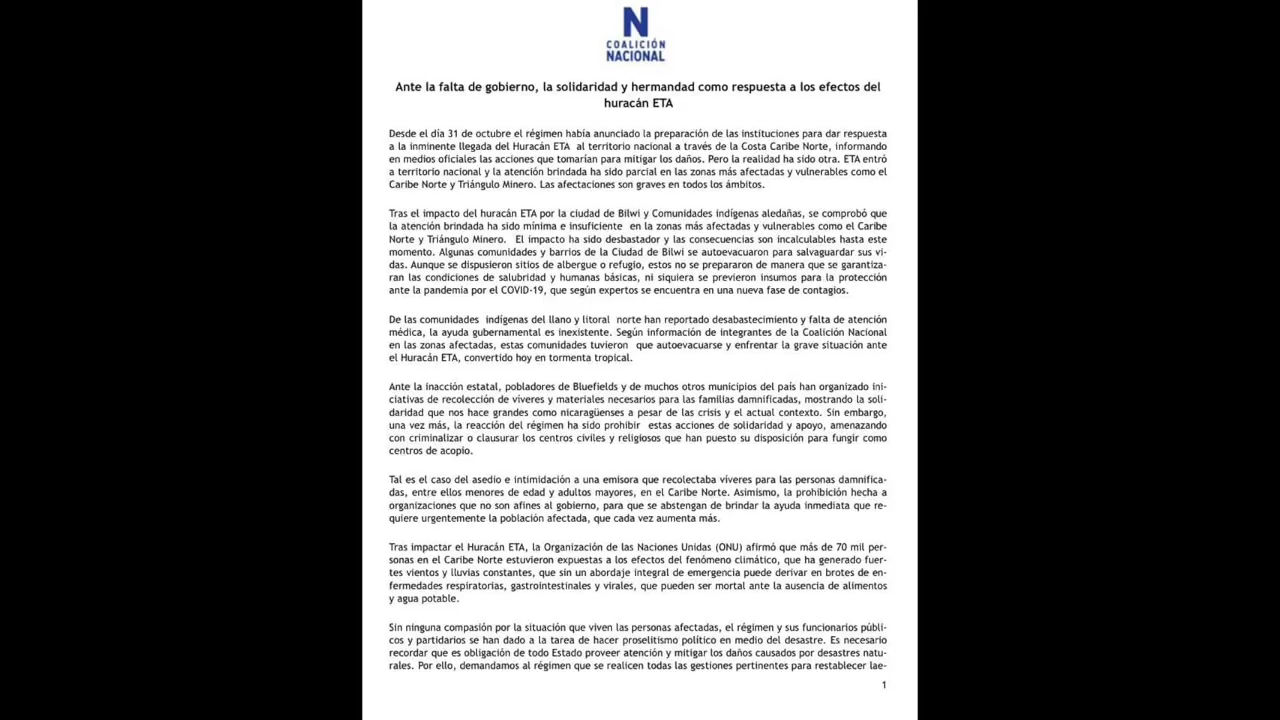 N
COALICIÓN
NACIONAL
Ante la falta de gobierno, la solidaridad y hermandad como respuesta a los efectos del
huracán ETA
Desde el día 31 de octubre el régimen había anunciado la preparación de las instituciones para dar respuesta
a la inminente llegada del Huracán ETA al territorio nacional a través de la Costa Caribe Norte, informando
en medios oficiales las acciones que tomarían para mitigar los daños. Pero la realidad ha sido otra. ETA entró
a territorio nacional y la atención brindada ha sido parcial en las zonas más afectadas y vulnerables como el
Caribe Norte y Triángulo Minero. Las afectaciones son graves en todos los ámbitos.
Tras el impacto del huracán ETA por la ciudad de Bilwi y Comunidades indígenas aledañas, se comprobó que
la atención brindada ha sido mínima e insuficiente en la zonas más afectadas y vulnerables como el Caribe
Norte y Triángulo Minero. El impacto ha sido desbastador y las consecuencias son incalculables hasta este
momento. Algunas comunidades y barrios de la Ciudad de Bilwi se autoevacuaron para salvaguardar sus vi-
das. Aunque se dispusieron sitios de albergue o refugio, estos no se prepararon de manera que se garantiza-
ran las condiciones de salubridad y humanas básicas, ni siquiera se previeron insumos para la protección
ante la pandemia por el COVID-19, que según expertos se encuentra en una nueva fase de contagios.
De las comunidades indígenas del llano y litoral norte han reportado desabastecimiento y falta de atención
médica, la ayuda gubernamental es inexistente. Según información de integrantes de la Coalición Nacional
en las zonas afectadas, estas comunidades tuvieron que autoevacuarse y enfrentar la grave situación ante
el Huracán ETA, convertido hoy en tormenta tropical.
Ante la inacción estatal, pobladores de Bluefields y de muchos otros municipios del país han organizado ini-
ciativas de recolección de víveres y materiales necesarios para las familias damnificadas, mostrando la soli-
daridad que nos hace grandes como nicaragüenses a pesar de las crisis y el actual contexto. Sin embargo,
una vez más, la reacción del régimen ha sido prohibir estas acciones de solidaridad y apoyo, amenazando
con criminalizar o clausurar los centros civiles y religiosos que han puesto su disposición para fungir como
centros de acopio.
Tal es el caso del asedio e intimidación a una emisora que recolectaba víveres para las personas damnifica-
das, entre ellos menores de edad y adultos mayores, en el Caribe Norte. Asimismo, la prohibición hecha a
organizaciones que no son afines al gobierno, para que se abstengan de brindar la ayuda inmediata que re-
quiere urgentemente la población afectada, que cada vez aumenta más.
Tras impactar el Huracán ETA, la Organización de las Naciones Unidas (ONU) afirmó que más de 70 mil per-
sonas en el Caribe Norte estuvieron expuestas a los efectos del fenómeno climático, que ha generado fuer-
tes vientos y lluvias constantes, que sin un abordaje integral de emergencia puede derivar en brotes de en-
fermedades respiratorias, gastrointestinales y virales, que pueden ser mortal ante la ausencia de alimentos
y agua potable.
Sin ninguna compasión por la situación que viven las personas afectadas, el régimen y sus funcionarios públi-
cos y partidarios se han dado a la tarea de hacer proselitismo político en medio del desastre. Es necesario
recordar que es obligación de todo Estado proveer atención y mitigar los daños causados por desastres natu-
rales. Por ello, demandamos al régimen que se realicen todas las gestiones pertinentes para restablecer lae-
1